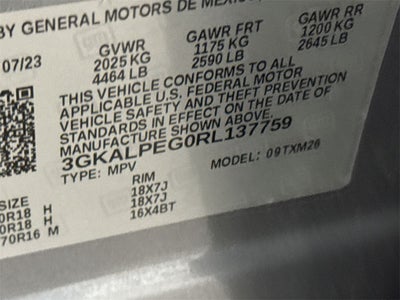 BY GENERAL MOTORS DE MEXICO
07/23
GVWR GAWR FRT GAWR RR
2025 KG 1175 KG 1200 KG
4464 LB 2590 LB 2645 LB
THIS VEHICLE CONFORMS TO ALL
APPLICABLE U.S. FEDERAL MOTOR
VEHICLE SAFETY AND THEFT PREVENTION
STANDARDS IN EFFECT ON THE DATE OF
MANUFACTURE SHOWN ABOVE.
3GKALPEG0RL137759
TYPE: MPV MODEL: 09TXM26
RIM
0R18 H 18X7J
0R18 H 18X7J
70R16 M 16X4BT